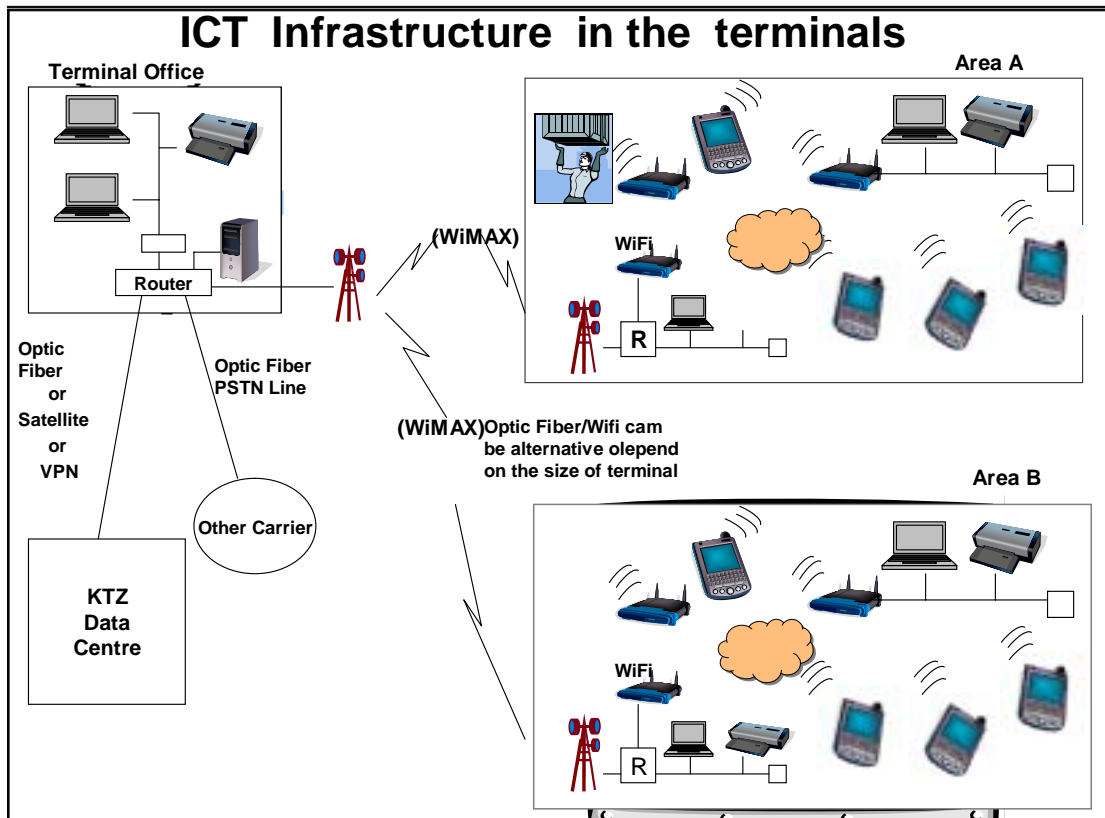 ICT Infrastructure in the terminals
Terminal Office
Area A
(WiMAX)
WiFi
Router
R
Optic
Fiber
or
Satellite
or
VPN
Optic Fiber
PSTN Line
(WiMAX)
Optic Fiber/Wifi cam
be alternative olepend
on the size of terminal
Area B
Other Carrier
KTZ
Data
Centre
WiFi
R